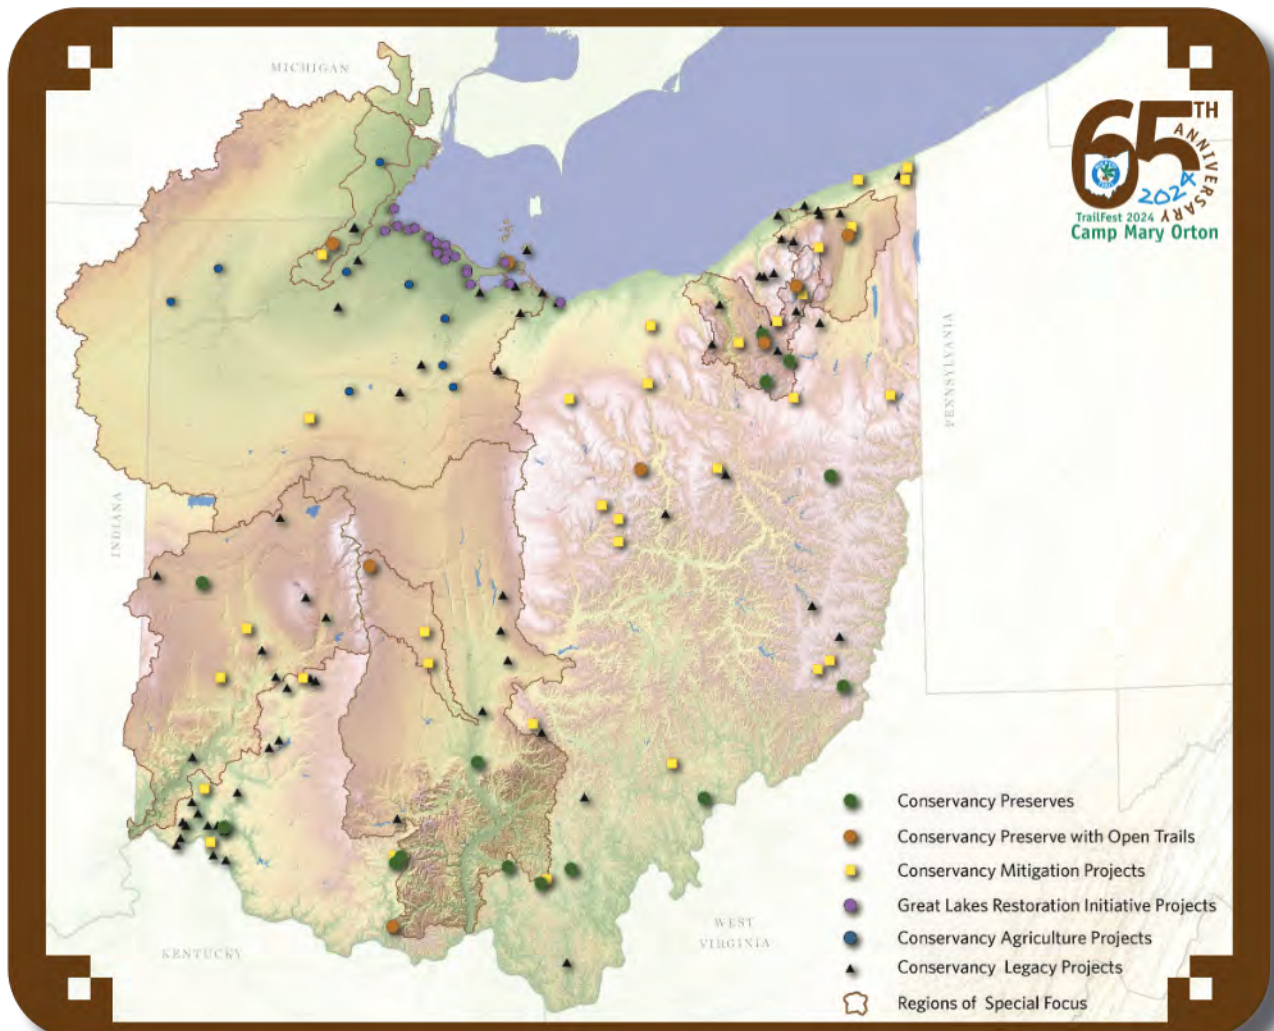 MICHIGAN
65TH
ANNIVERSARY
2024
TrailFest 2024
Camp Mary Orton
PENNSYLVANIA
INDIANA
WEST
VIRGINIA
KENTUCKY
Conservancy Preserves
Conservancy Preserve with Open Trails
Conservancy Mitigation Projects
Great Lakes Restoration Initiative Projects
Conservancy Agriculture Projects
Conservancy Legacy Projects
Regions of Special Focus